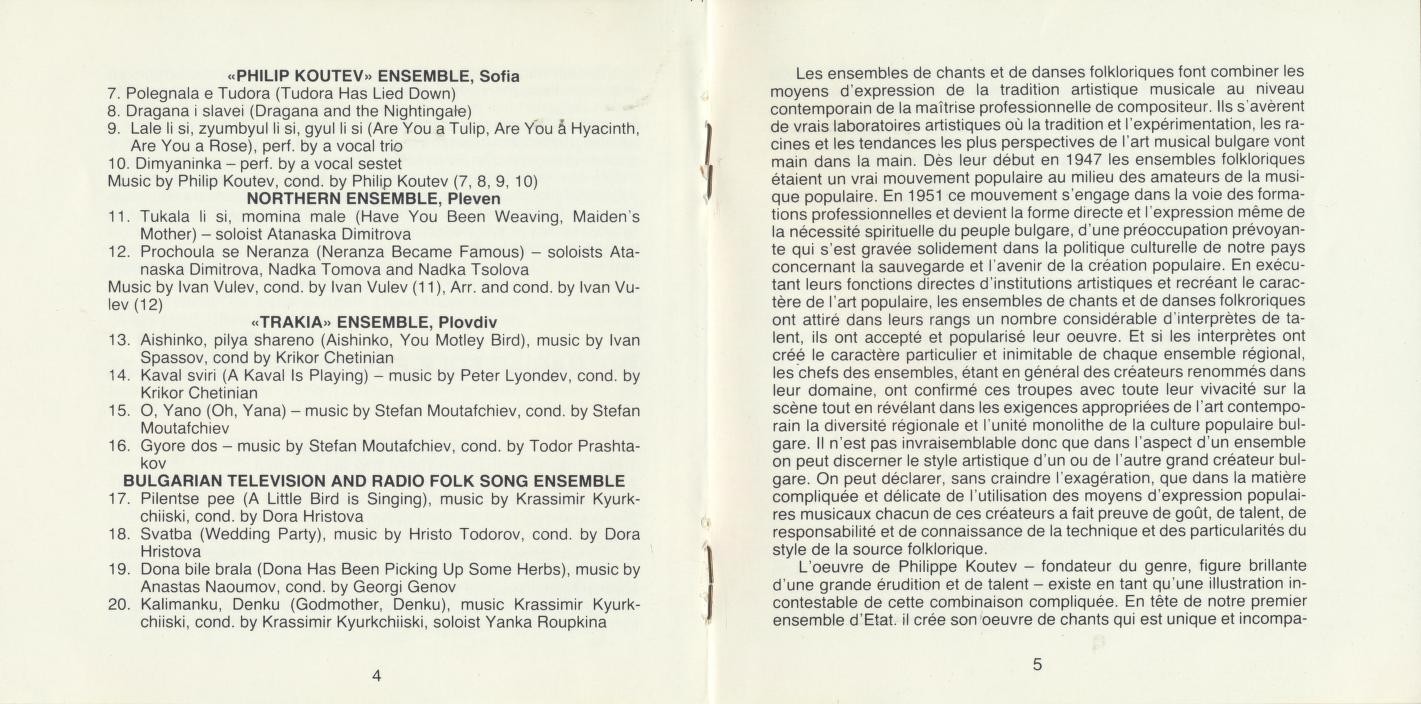 «PHILIP KOUTEV» ENSEMBLE, Sofia
7. Polegnala e Tudora (Tudora Has Lied Down)
8. Dragana i slavei (Dragana and the Nightingale)
9. Lale li si, zyumbyul li si, gyul li si (Are You a Tulip, Are You a Hyacinth,
Are You a Rose), perf. by a vocal trio
10. Dimyaninka – perf. by a vocal sestet
Music by Philip Koutev, cond. by Philip Koutev (7, 8, 9, 10)
NORTHERN ENSEMBLE, Pleven
11. Tukala li si, momina male (Have You Been Weaving, Maiden's
Mother) – soloist Atanaska Dimitrova
12. Prochoula se Neranza (Neranza Became Famous) – soloists Ata-
naska Dimitrova, Nadka Tomova and Nadka Tsolova
Music by Ivan Vulev, cond. by Ivan Vulev (11), Arr. and cond. by Ivan Vu-
lev (12)
«TRAKIA» ENSEMBLE, Plovdiv
13. Aishinko, pilya shareno (Aishinko, You Motley Bird), music by Ivan
Spassov, cond by Krikor Chetinian
14. Kaval sviri (A Kaval Is Playing) – music by Peter Lyondev, cond. by
Krikor Chetinian
15. O, Yano (Oh, Yana) – music by Stefan Moutafchiev, cond. by Stefan
Moutafchiev
16. Gyore dos – music by Stefan Moutafchiev, cond. by Todor Prashta-
kov
BULGARIAN TELEVISION AND RADIO FOLK SONG ENSEMBLE
17. Pilentse pee (A Little Bird is Singing), music by Krassimir Kyurk-
chiiski, cond. by Dora Hristova
18. Svatba (Wedding Party), music by Hristo Todorov, cond. by Dora
Hristova
19. Dona bile brala (Dona Has Been Picking Up Some Herbs), music by
Anastas Naoumov, cond. by Georgi Genov
20. Kalimanku, Denku (Godmother, Denku), music Krassimir Kyurk-
chiiski, cond. by Krassimir Kyurkchiiski, soloist Yanka Roupkina
4
Les ensembles de chants et de danses folkloriques font combiner les
moyens d'expression de la tradition artistique musicale au niveau
contemporain de la maîtrise professionnelle de compositeur. Ils s'avèrent
de vrais laboratoires artistiques où la tradition et l'expérimentation, les ra-
cines et les tendances les plus perspectives de l'art musical bulgare vont
main dans la main. Dès leur début en 1947 les ensembles folkloriques
étaient un vrai mouvement populaire au milieu des amateurs de la musi-
que populaire. En 1951 ce mouvement s'engage dans la voie des forma-
tions professionnelles et devient la forme directe et l'expression même de
la nécessité spirituelle du peuple bulgare, d'une préoccupation prévoyan-
te qui s'est gravée solidement dans la politique culturelle de notre pays
concernant la sauvegarde et l'avenir de la création populaire. En exécu-
tant leurs fonctions directes d'institutions artistiques et recréant le carac-
tère de l'art populaire, les ensembles de chants et de danses folkroriques
ont attiré dans leurs rangs un nombre considérable d'interprètes de ta-
lent, ils ont accepté et popularisé leur oeuvre. Et si les interprètes ont
créé le caractère particulier et inimitable de chaque ensemble régional,
les chefs des ensembles, étant en général des créateurs renommés dans
leur domaine, ont confirmé ces troupes avec toute leur vivacité sur la
scène tout en révélant dans les exigences appropriées de l'art contempo-
rain la diversité régionale et l'unité monolithe de la culture populaire bul-
gare. Il n'est pas invraisemblable donc que dans l'aspect d'un ensemble
on peut discerner le style artistique d'un ou de l'autre grand créateur bul-
gare. On peut déclarer, sans craindre l'exagération, que dans la matière
compliquée et délicate de l'utilisation des moyens d'expression populai-
res musicaux chacun de ces créateurs a fait preuve de goût, de talent, de
responsabilité et de connaissance de la technique et des particularités du
style de la source folklorique.
L'oeuvre de Philippe Koutev – fondateur du genre, figure brillante
d'une grande érudition et de talent – existe en tant qu'une illustration in-
contestable de cette combinaison compliquée. En tête de notre premier
ensemble d'Etat. il crée son oeuvre de chants qui est unique et incompa-
5